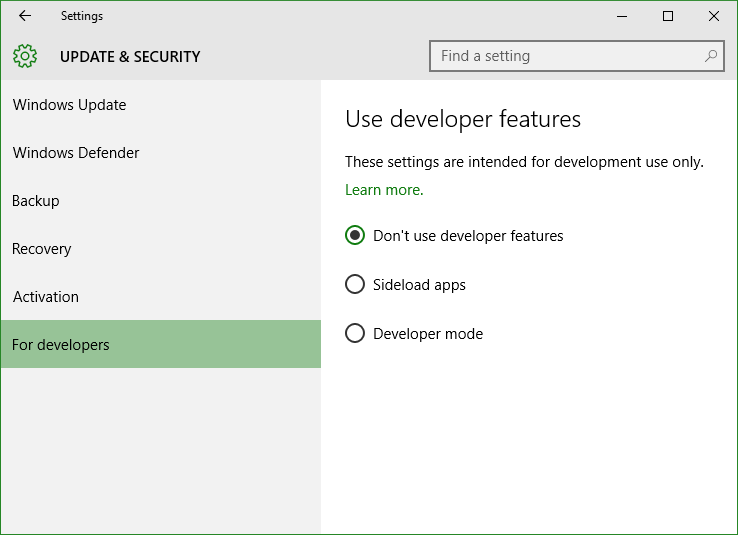 Settings
UPDATE & SECURITY
Find a setting
Windows Update
Windows Defender
Backup
Recovery
Activation
For developers
Use developer features
These settings are intended for development use only.
Learn more.
Don't use developer features
Sideload apps
Developer mode